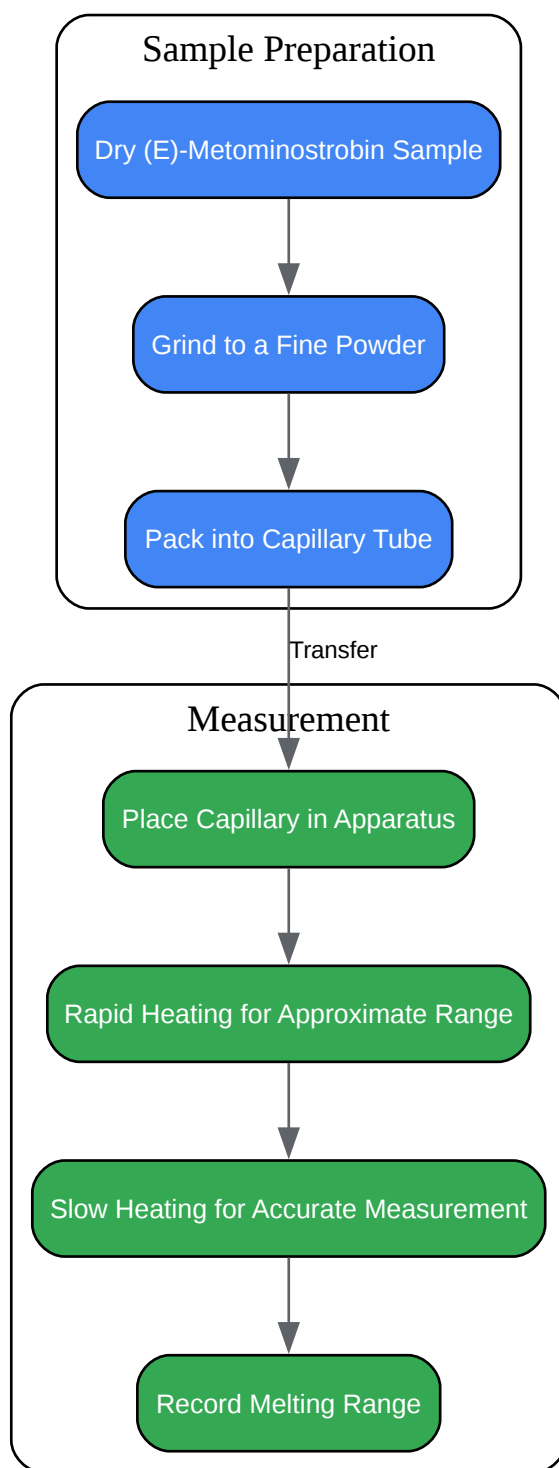 Sample Preparation
Dry (E)-Metominostrobin Sample
Grind to a Fine Powder
Pack into Capillary Tube
Transfer
Measurement
Place Capillary in Apparatus
Rapid Heating for Approximate Range
Slow Heating for Accurate Measurement
Record Melting Range